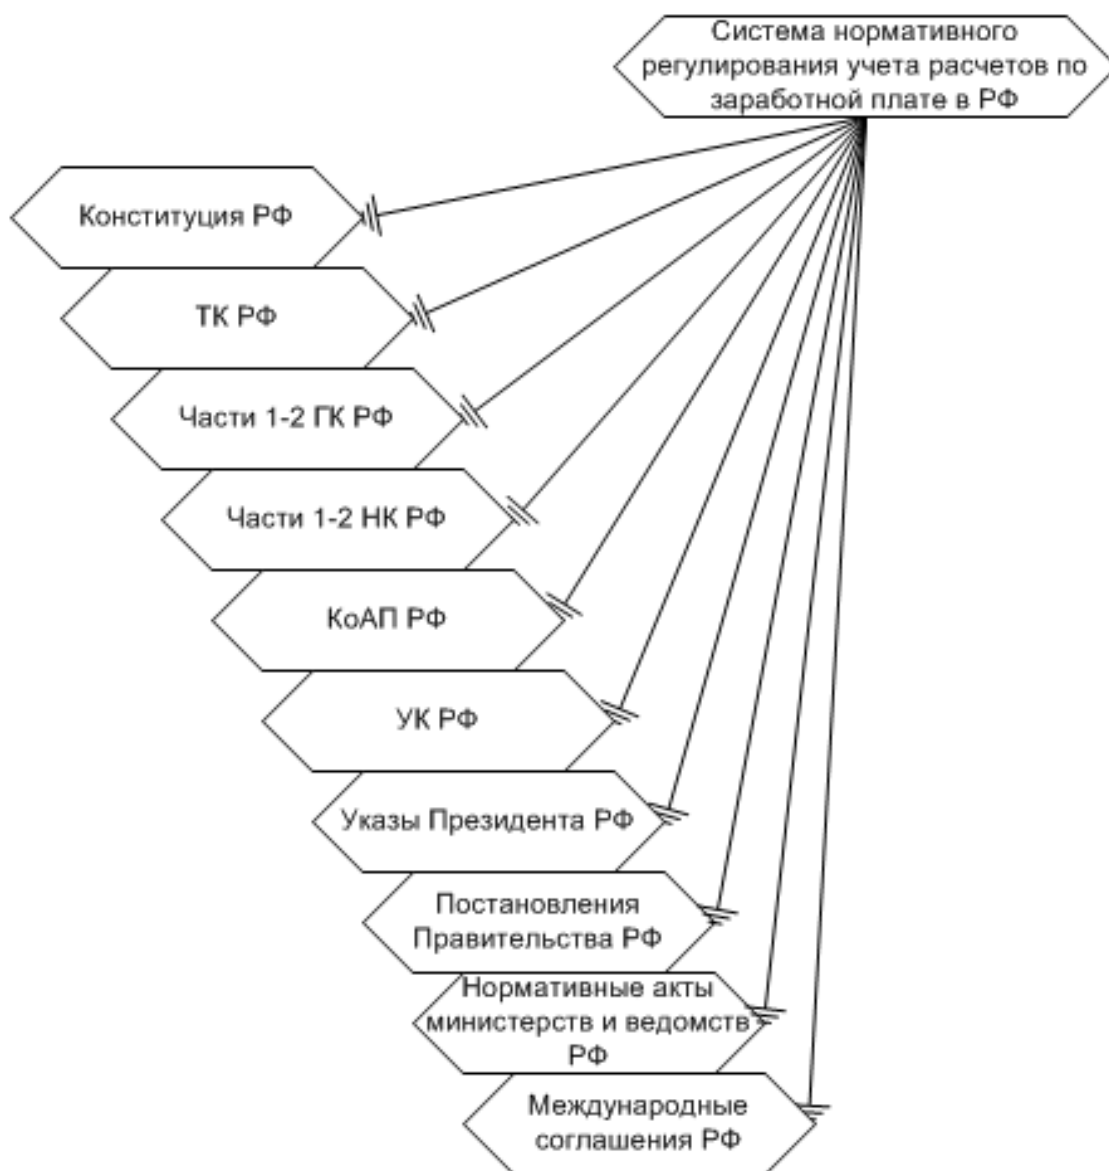 Система нормативного
регулирования учета расчетов по
заработной плате в РФ
Конституция РФ
ТК РФ
Части 1-2 ГК РФ
Части 1-2 НК РФ
КоАП РФ
УК РФ
Указы Президента РФ
Постановления
Правительства РФ
Нормативные акты
министерств и ведомств
РФ
Международные
соглашения РФ